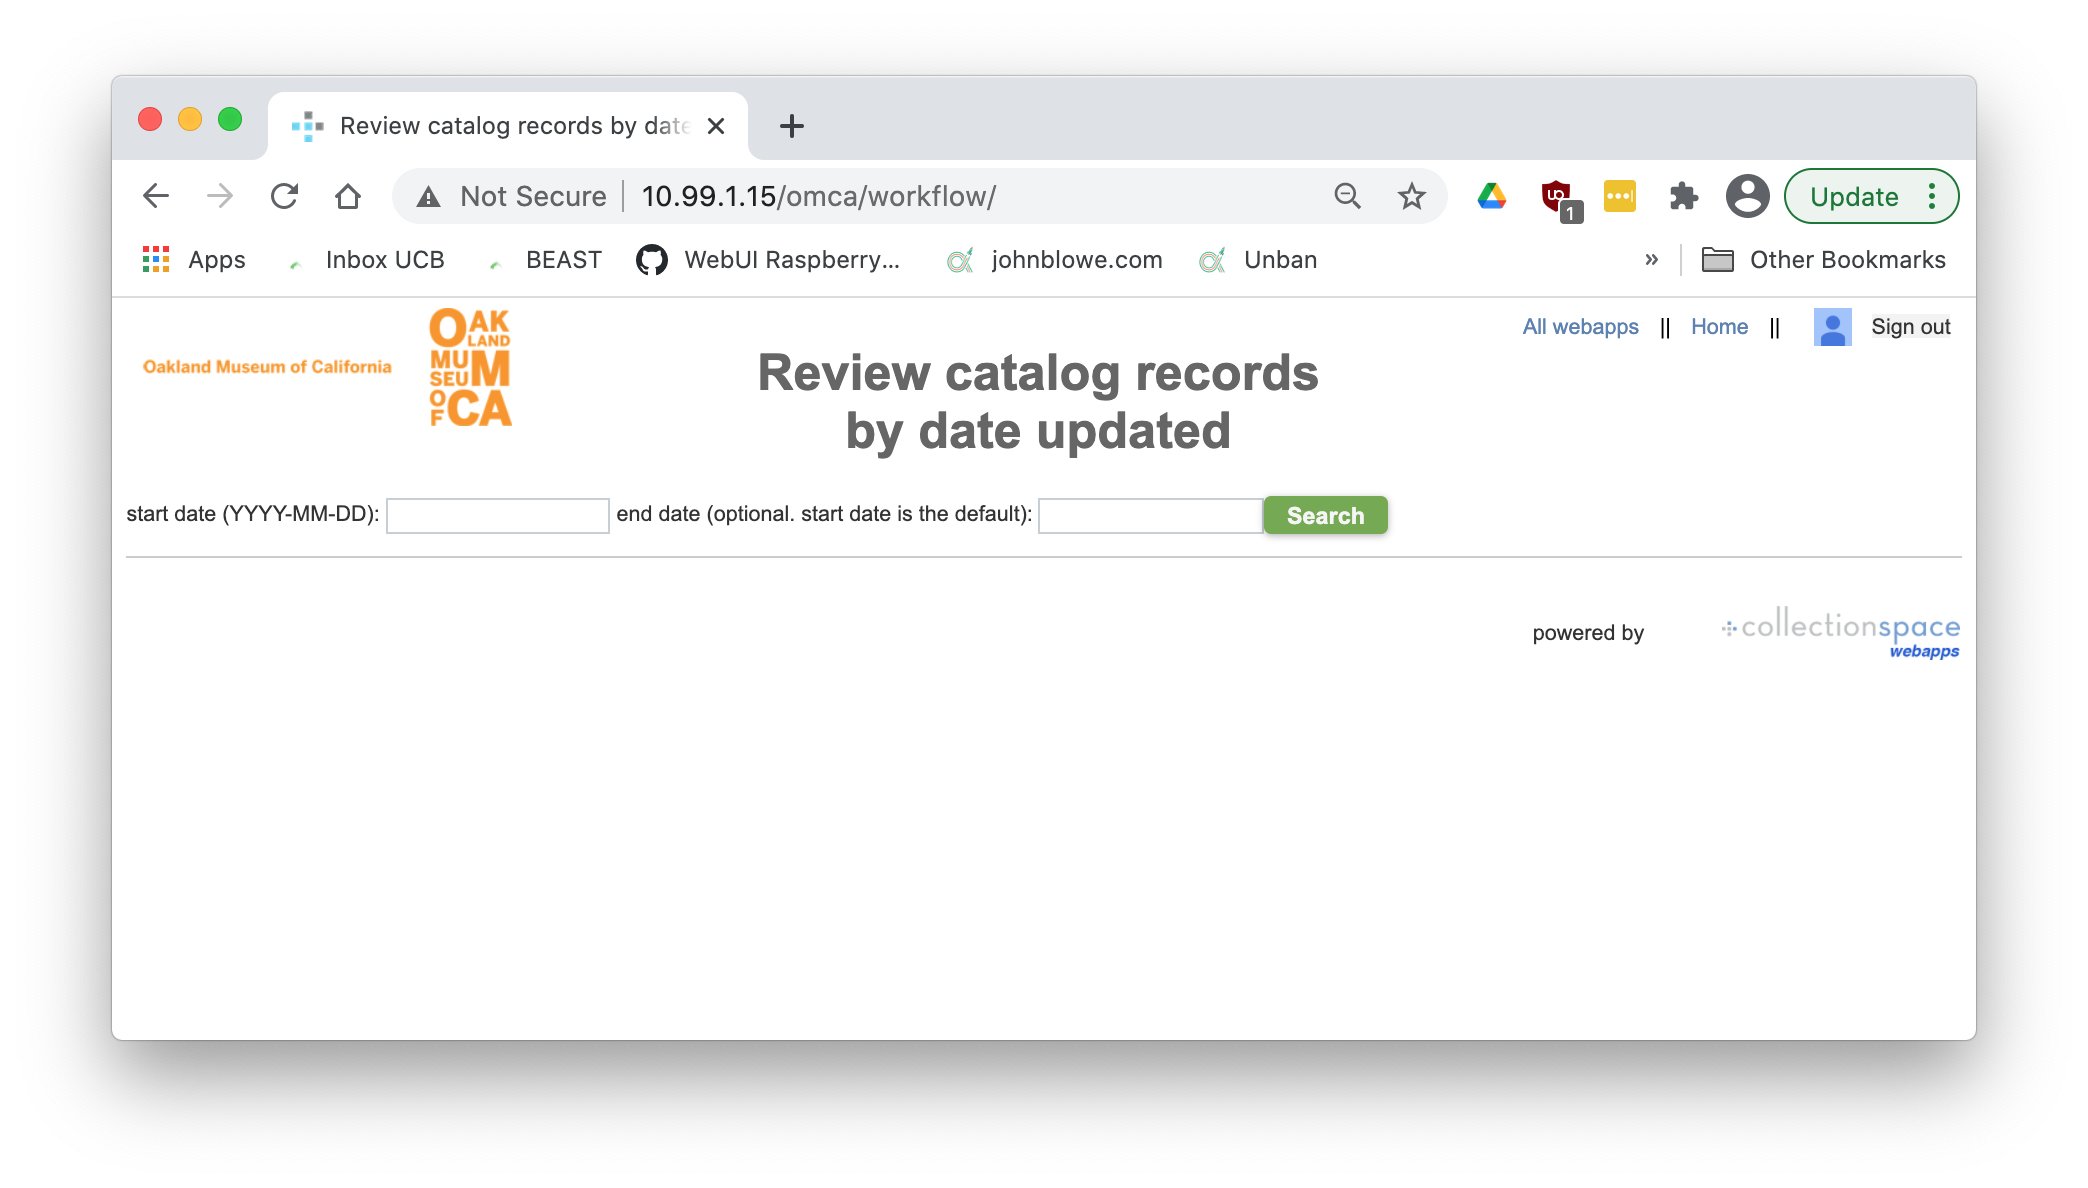 Review catalog records by date
Not Secure 10.99.1.15/omca/workflow/
1
Update
Apps
Inbox UCB
BEAST
WebUI Raspberry...
johnblowe.com
Unban
»
Other Bookmarks
All webapps || Home || Sign out
Oakland Museum of California
OAK
LAND
MU
SEUM
OF CA
Review catalog records
by date updated
start date (YYYY-MM-DD):
end date (optional. start date is the default):
Search
powered by
collectionspace
webapps